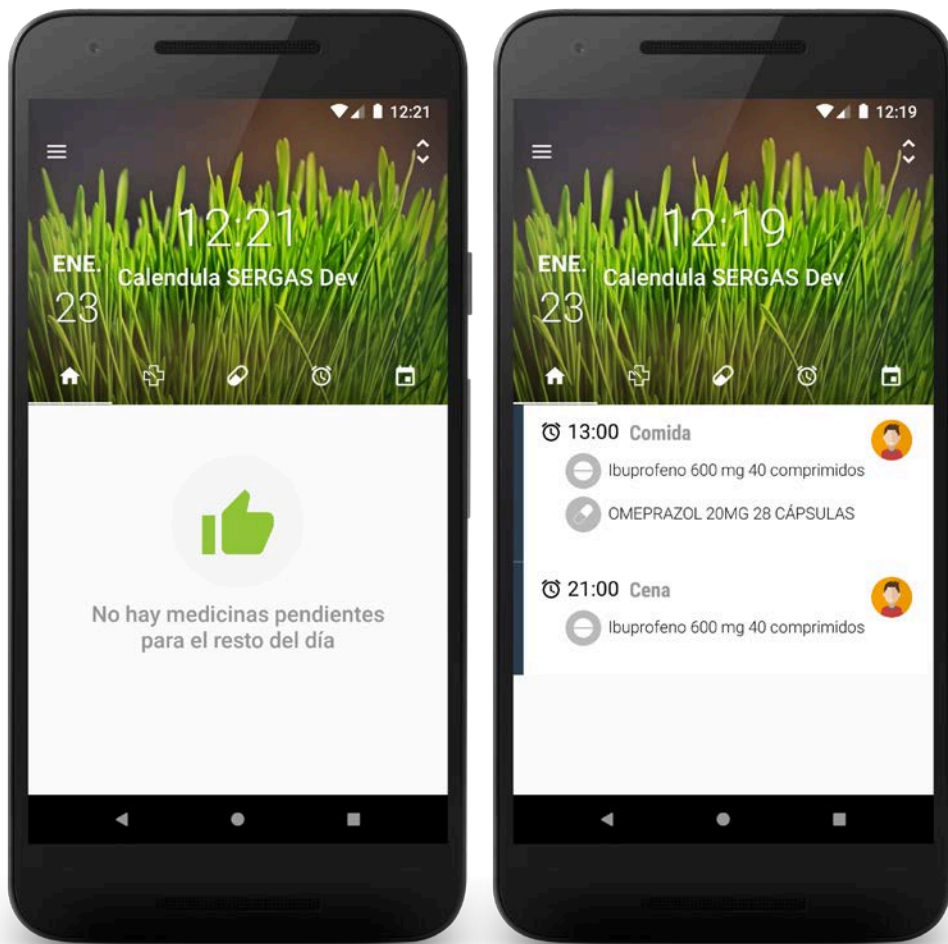 12:21
12:21
ENE.
23
Calendula SERGAS Dev
No hay medicinas pendientes
para el resto del día
12:19
12:19
ENE.
23
Calendula SERGAS Dev
13:00 Comida
Ibuprofeno 600 mg 40 comprimidos
OMEPRAZOL 20MG 28 CÁPSULAS
21:00 Cena
Ibuprofeno 600 mg 40 comprimidos